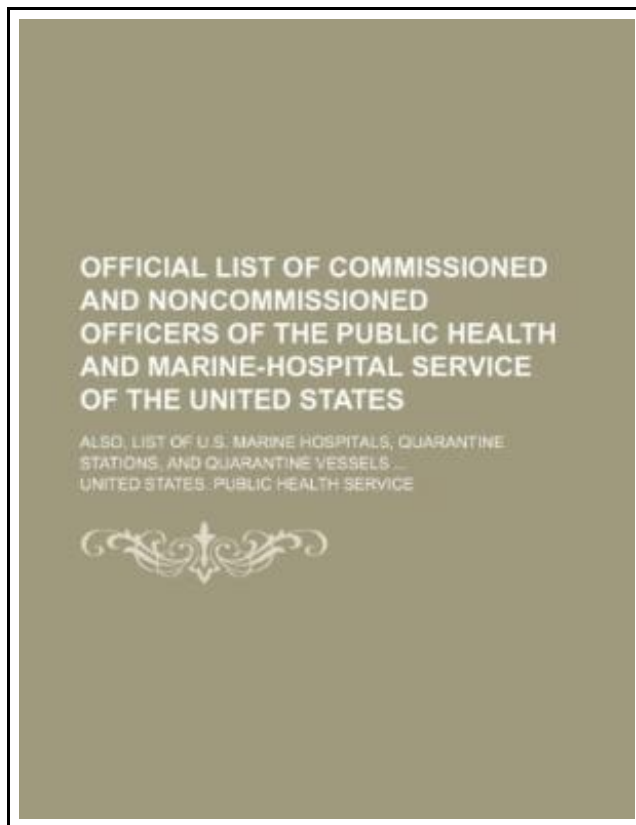 OFFICIAL LIST OF COMMISSIONED
AND NONCOMMISSIONED
OFFICERS OF THE PUBLIC HEALTH
AND MARINE-HOSPITAL SERVICE
OF THE UNITED STATES
ALSO, LIST OF U.S. MARINE HOSPITALS, QUARANTINE
STATIONS, AND QUARANTINE VESSELS ...
UNITED STATES. PUBLIC HEALTH SERVICE